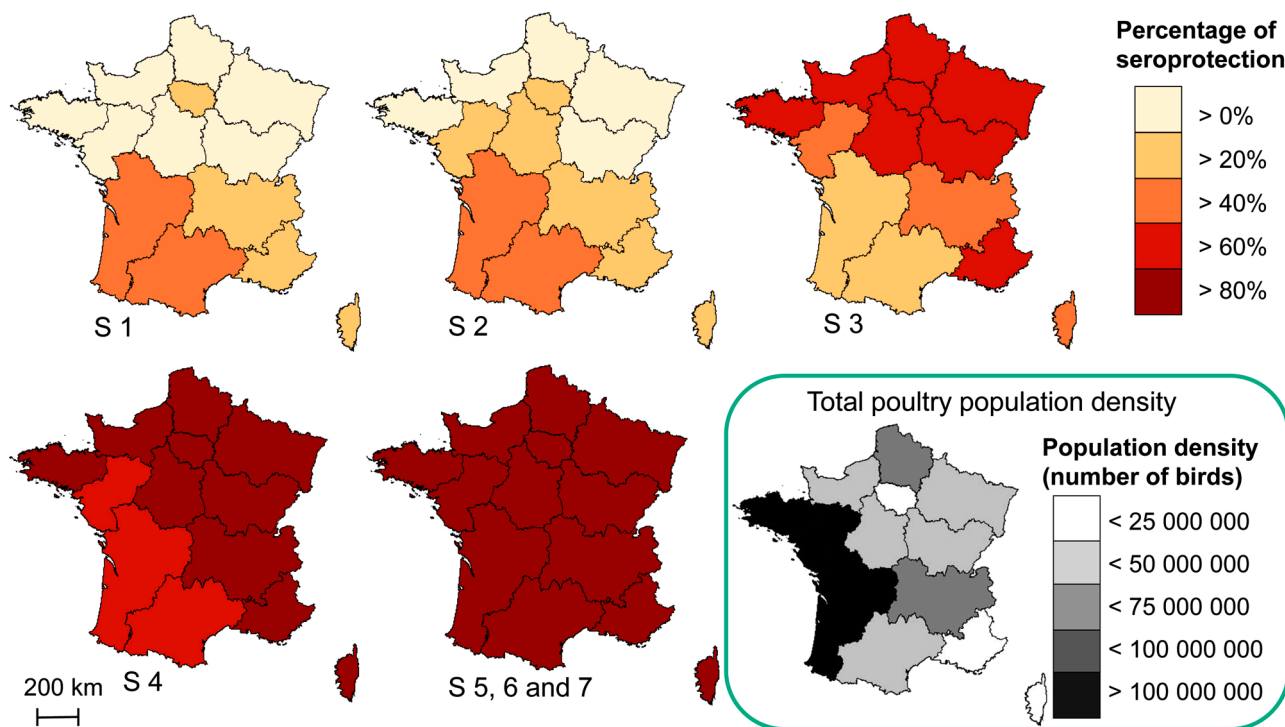 Percentage of
seroprotection
> 0%
> 20%
> 40%
> 60%
> 80%
S 1
S 2
S 3
S 4
S 5, 6 and 7
200 km
Total poultry population density
Population density
(number of birds)
< 25 000 000
< 50 000 000
< 75 000 000
< 100 000 000
> 100 000 000